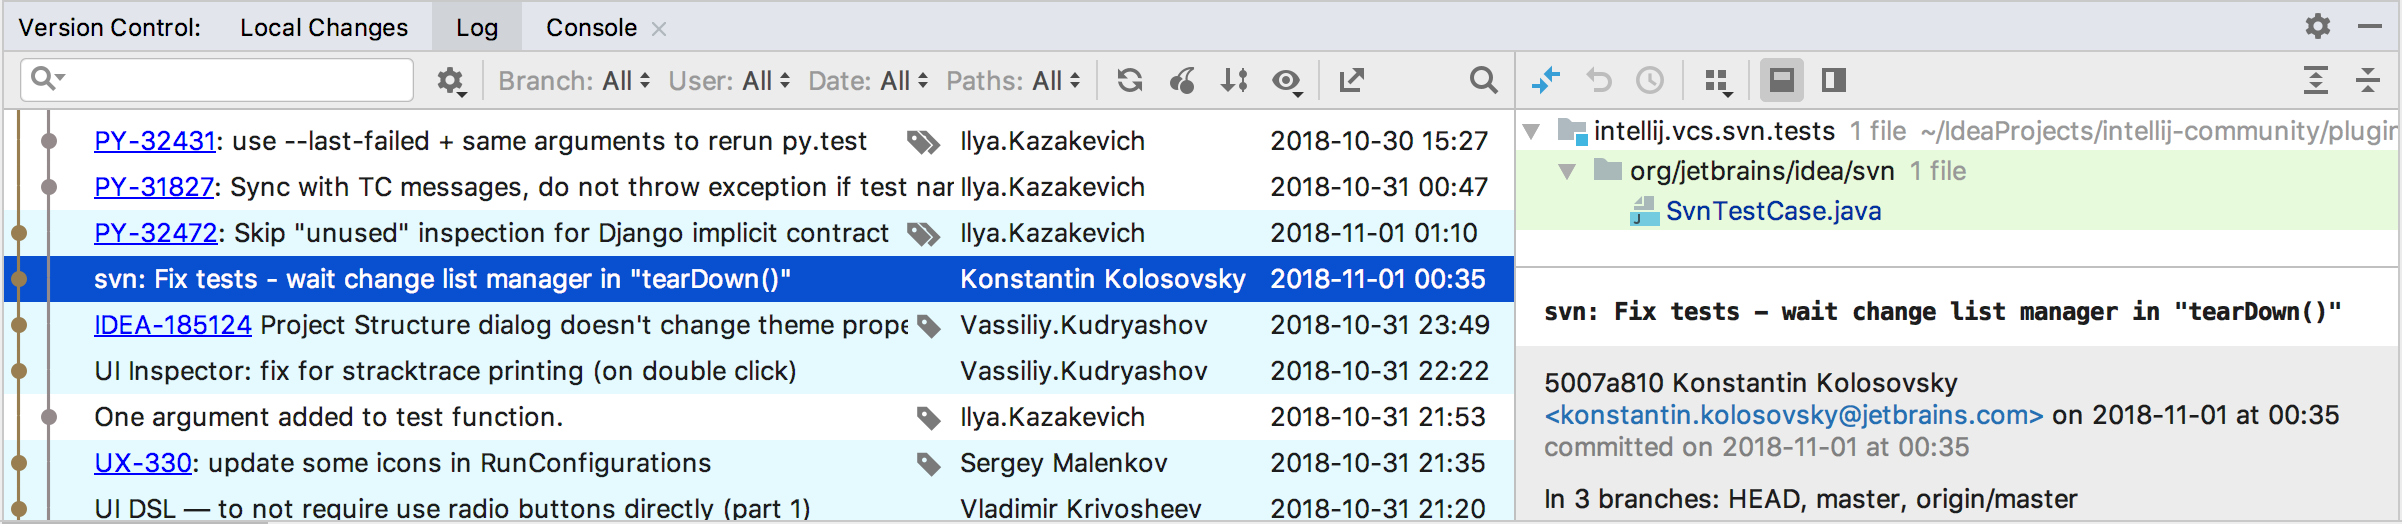 Version Control: Local Changes Log Console
Branch: All User: All Date: All Paths: All
PY-32431: use --last-failed + same arguments to rerun py.test Ilya.Kazakevich 2018-10-30 15:27
PY-31827: Sync with TC messages, do not throw exception if test nar Ilya.Kazakevich 2018-10-31 00:47
PY-32472: Skip "unused" inspection for Django implicit contract Ilya.Kazakevich 2018-11-01 01:10
svn: Fix tests - wait change list manager in "tearDown()" Konstantin Kolosovsky 2018-11-01 00:35
IDEA-185124 Project Structure dialog doesn't change theme prope Vassiliy.Kudryashov 2018-10-31 23:49
UI Inspector: fix for stracktrace printing (on double click) Vassiliy.Kudryashov 2018-10-31 22:22
One argument added to test function. Ilya.Kazakevich 2018-10-31 21:53
UX-330: update some icons in RunConfigurations Sergey Malenkov 2018-10-31 21:35
UI DSL — to not require use radio buttons directly (part 1) Vladimir Krivosheev 2018-10-31 21:20
intellij.vcs.svn.tests 1 file ~/IdeaProjects/intellij-community/plugin
org/jetbrains/idea/svn 1 file
SvnTestCase.java
svn: Fix tests - wait change list manager in "tearDown()"
5007a810 Konstantin Kolosovsky
<konstantin.kolosovsky@jetbrains.com> on 2018-11-01 at 00:35
committed on 2018-11-01 at 00:35
In 3 branches: HEAD, master, origin/master